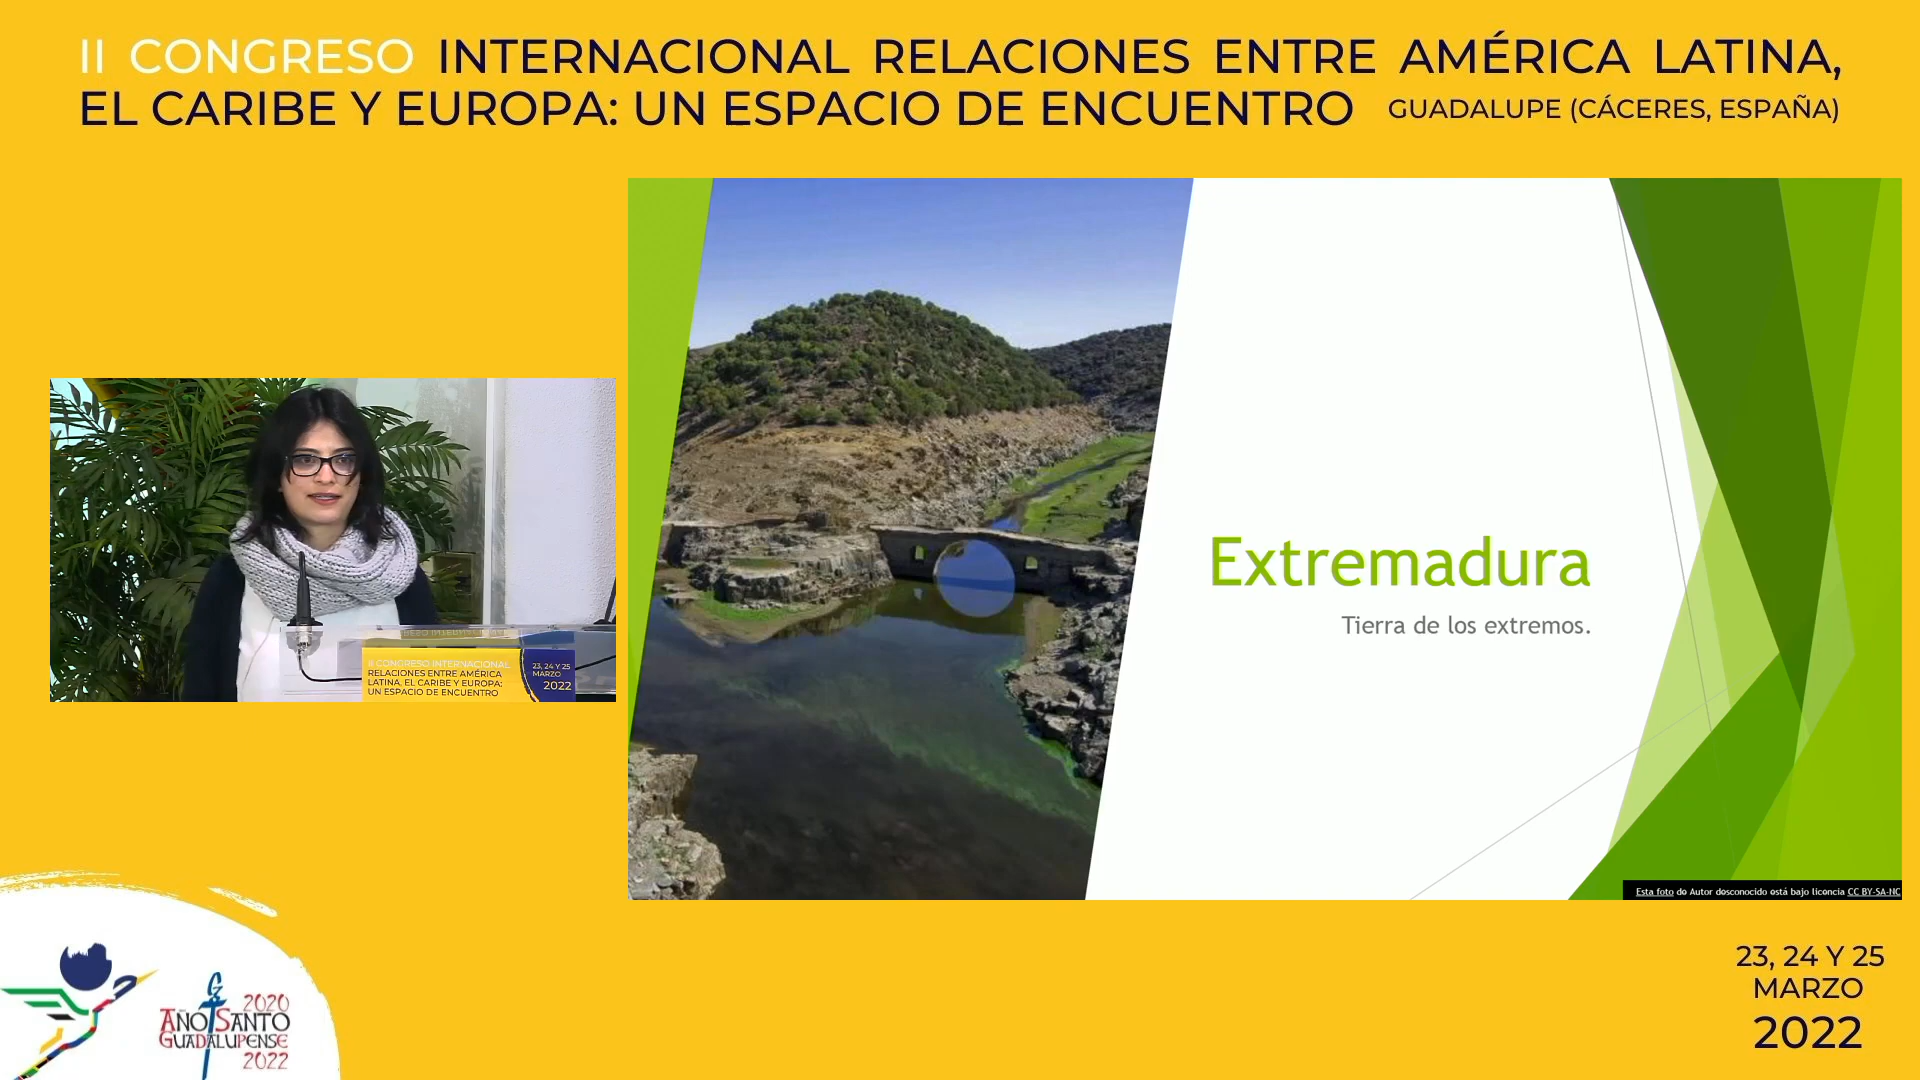 II CONGRESO INTERNACIONAL RELACIONES ENTRE AMÉRICA LATINA,
EL CARIBE Y EUROPA: UN ESPACIO DE ENCUENTRO GUADALUPE (CÁCERES, ESPAÑA)
Extremadura
Tierra de los extremos.
II CONGRESO INTERNACIONAL
RELACIONES ENTRE AMÉRICA
LATINA, EL CARIBE Y EUROPA:
UN ESPACIO DE ENCUENTRO
23, 24 Y 25
MARZO
2022
Esta foto de Autor desconocido está bajo licencia CC BY-SA-NC
2020
AÑO SANTO
GUADALUPENSE
2022
23, 24 Y 25
MARZO
2022